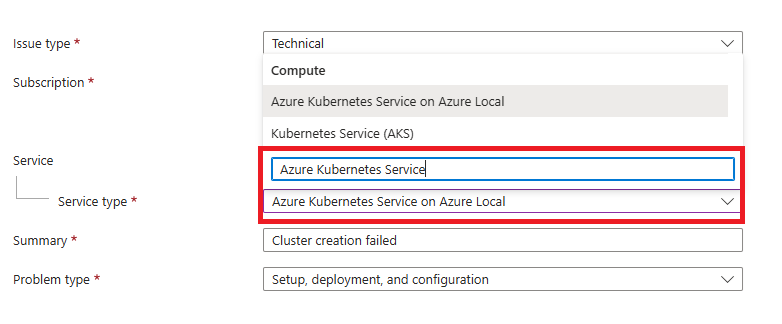 Issue type *
Technical
Subscription *
Compute
Azure Kubernetes Service on Azure Local
Kubernetes Service (AKS)
Service
Azure Kubernetes Service
Service type *
Azure Kubernetes Service on Azure Local
Summary *
Cluster creation failed
Problem type *
Setup, deployment, and configuration